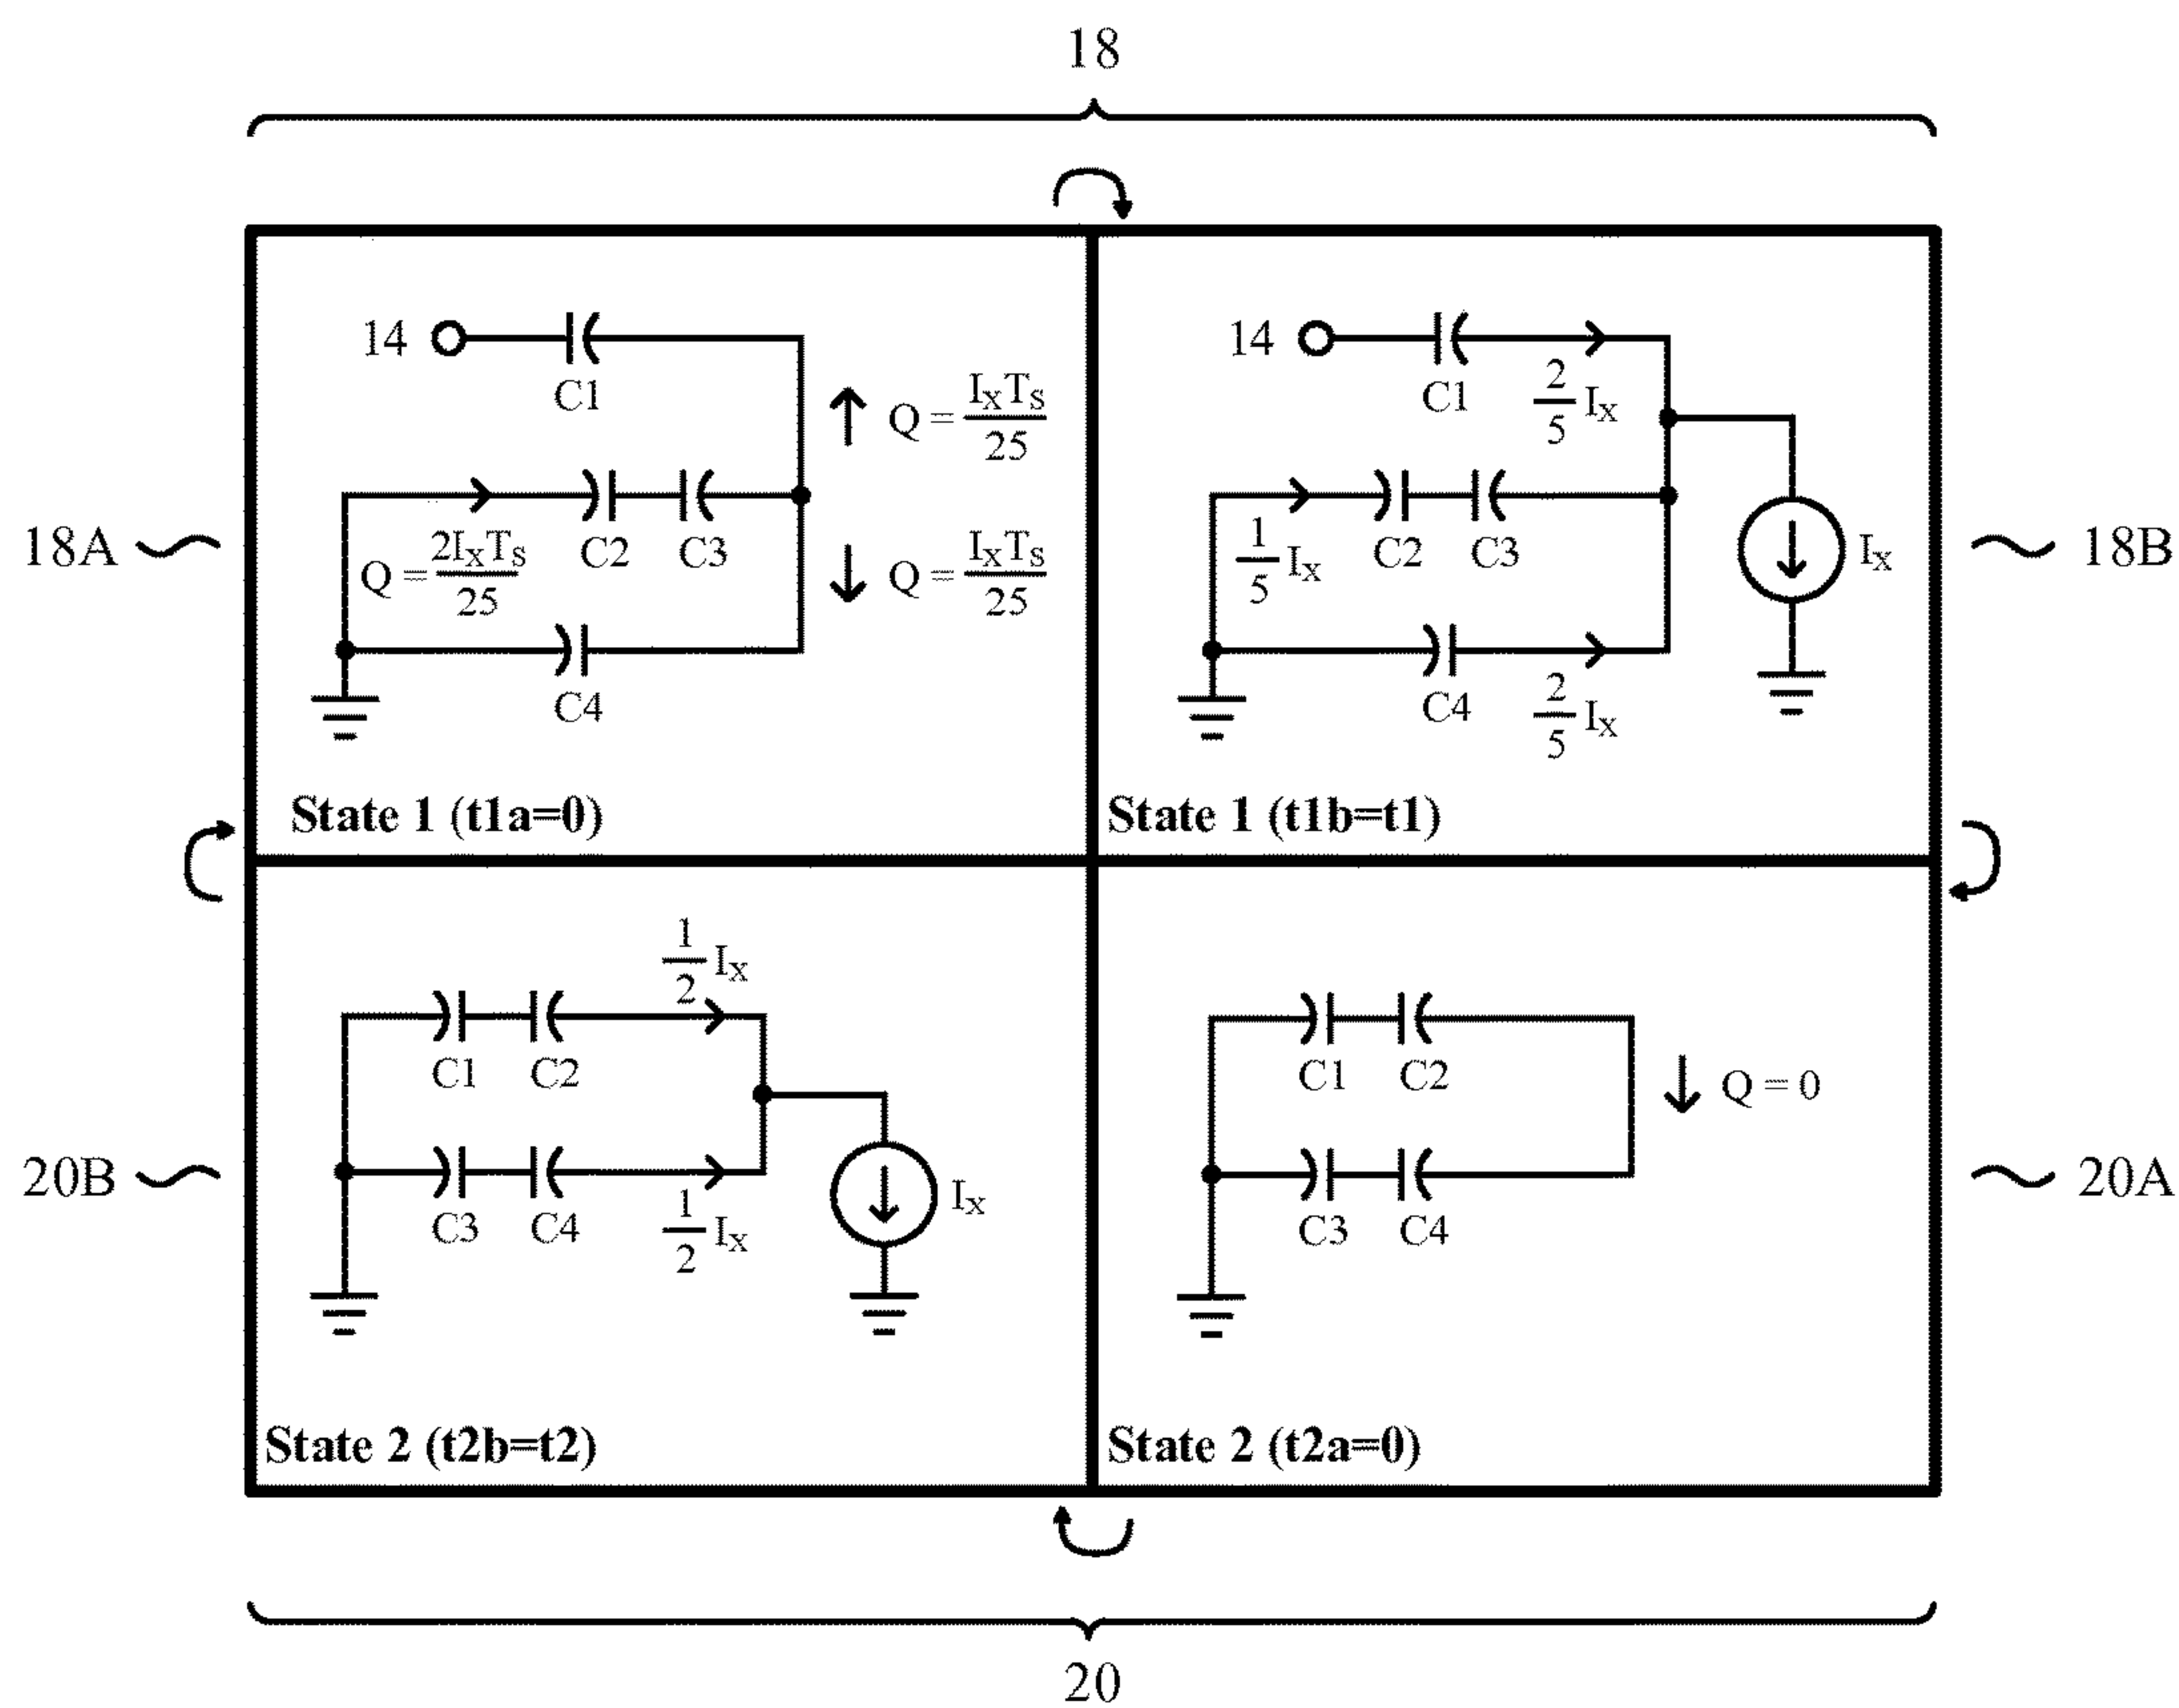 18
14
C1
Q = IxTs/25
Q = 2IxTs/25
C2
C3
Q = IxTs/25
C4
State 1 (t1a=0)
18A
14
C1
2/5 Ix
1/5 Ix
C2
C3
Ix
C4
2/5 Ix
State 1 (t1b=t1)
18B
1/2 Ix
C1
C2
C3
C4
1/2 Ix
Ix
State 2 (t2b=t2)
20B
C1
C2
Q = 0
C3
C4
State 2 (t2a=0)
20A
20